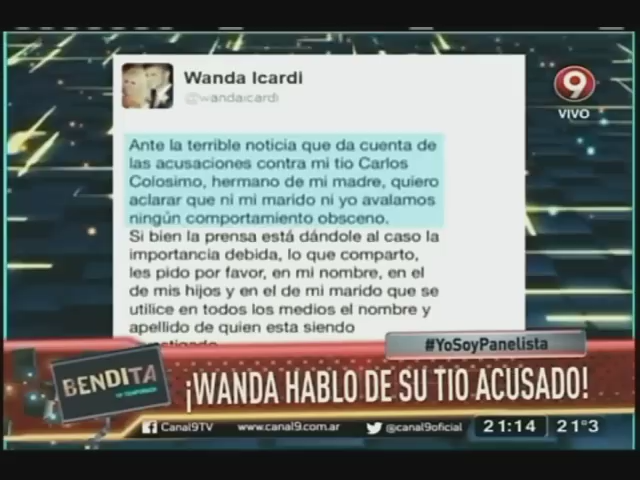 Wanda Icardi
@wandaicardi
9
VIVO
Ante la terrible noticia que da cuenta de
las acusaciones contra mi tio Carlos
Colosimo, hermano de mi madre, quiero
aclarar que ni mi marido ni yo avalamos
ningún comportamiento obsceno.
Si bien la prensa está dándole al caso la
importancia debida, lo que comparto,
les pido por favor, en mi nombre, en el
de mis hijos y en el de mi marido que se
utilice en todos los medios el nombre y
apellido de quien esta siendo
#YoSoyPanelista
BENDITA
¡WANDA HABLO DE SU TIO ACUSADO!
Canal9TV www.canal9.com.ar @canal9oficial 21:14 21°3